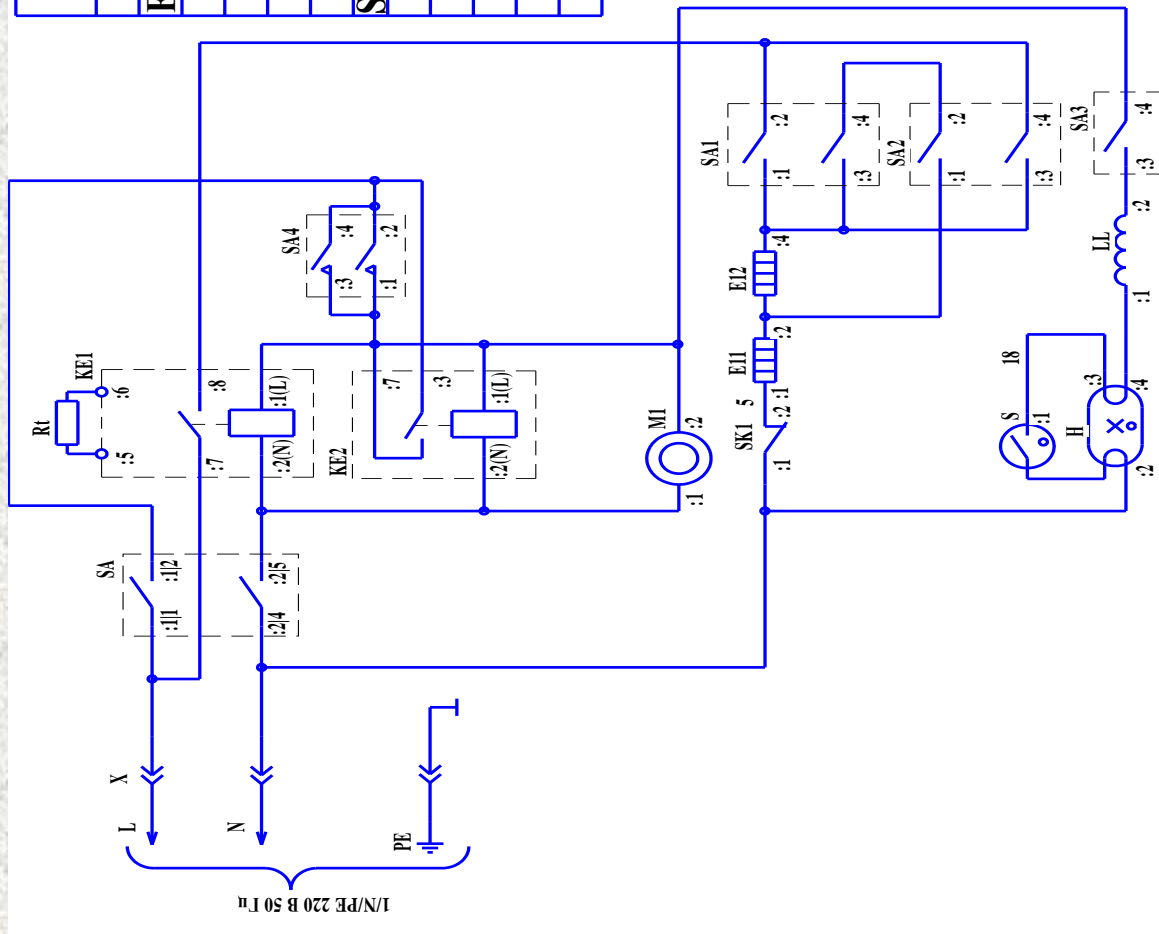 E
S
KE1
Rt
:6
:5
:8
:7
:1(L)
:2(N)
SA4
:4
:2
:3
:1
KE2
:7
:3
:1(L)
:2(N)
M1
:2
:1
SA
:1|2
:1|1
:2|5
:2|4
SA1
:2
:1
:4
:3
SA2
:2
:1
:4
:3
SA3
:4
:3
E12
:4
E11
:2
:1
5
SK1
:2
:1
LL
:2
:1
18
S
:1
H
:3
:4
:2
X
L
N
PE
1/N/PE 220 В 50 Гц